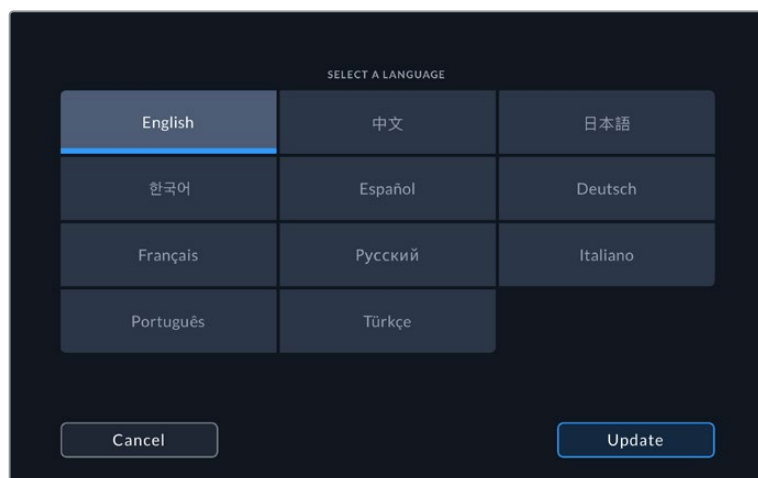 SELECT A LANGUAGE
English
中文
日本語
한국어
Español
Deutsch
Français
Русский
Italiano
Português
Türkçe
Cancel
Update